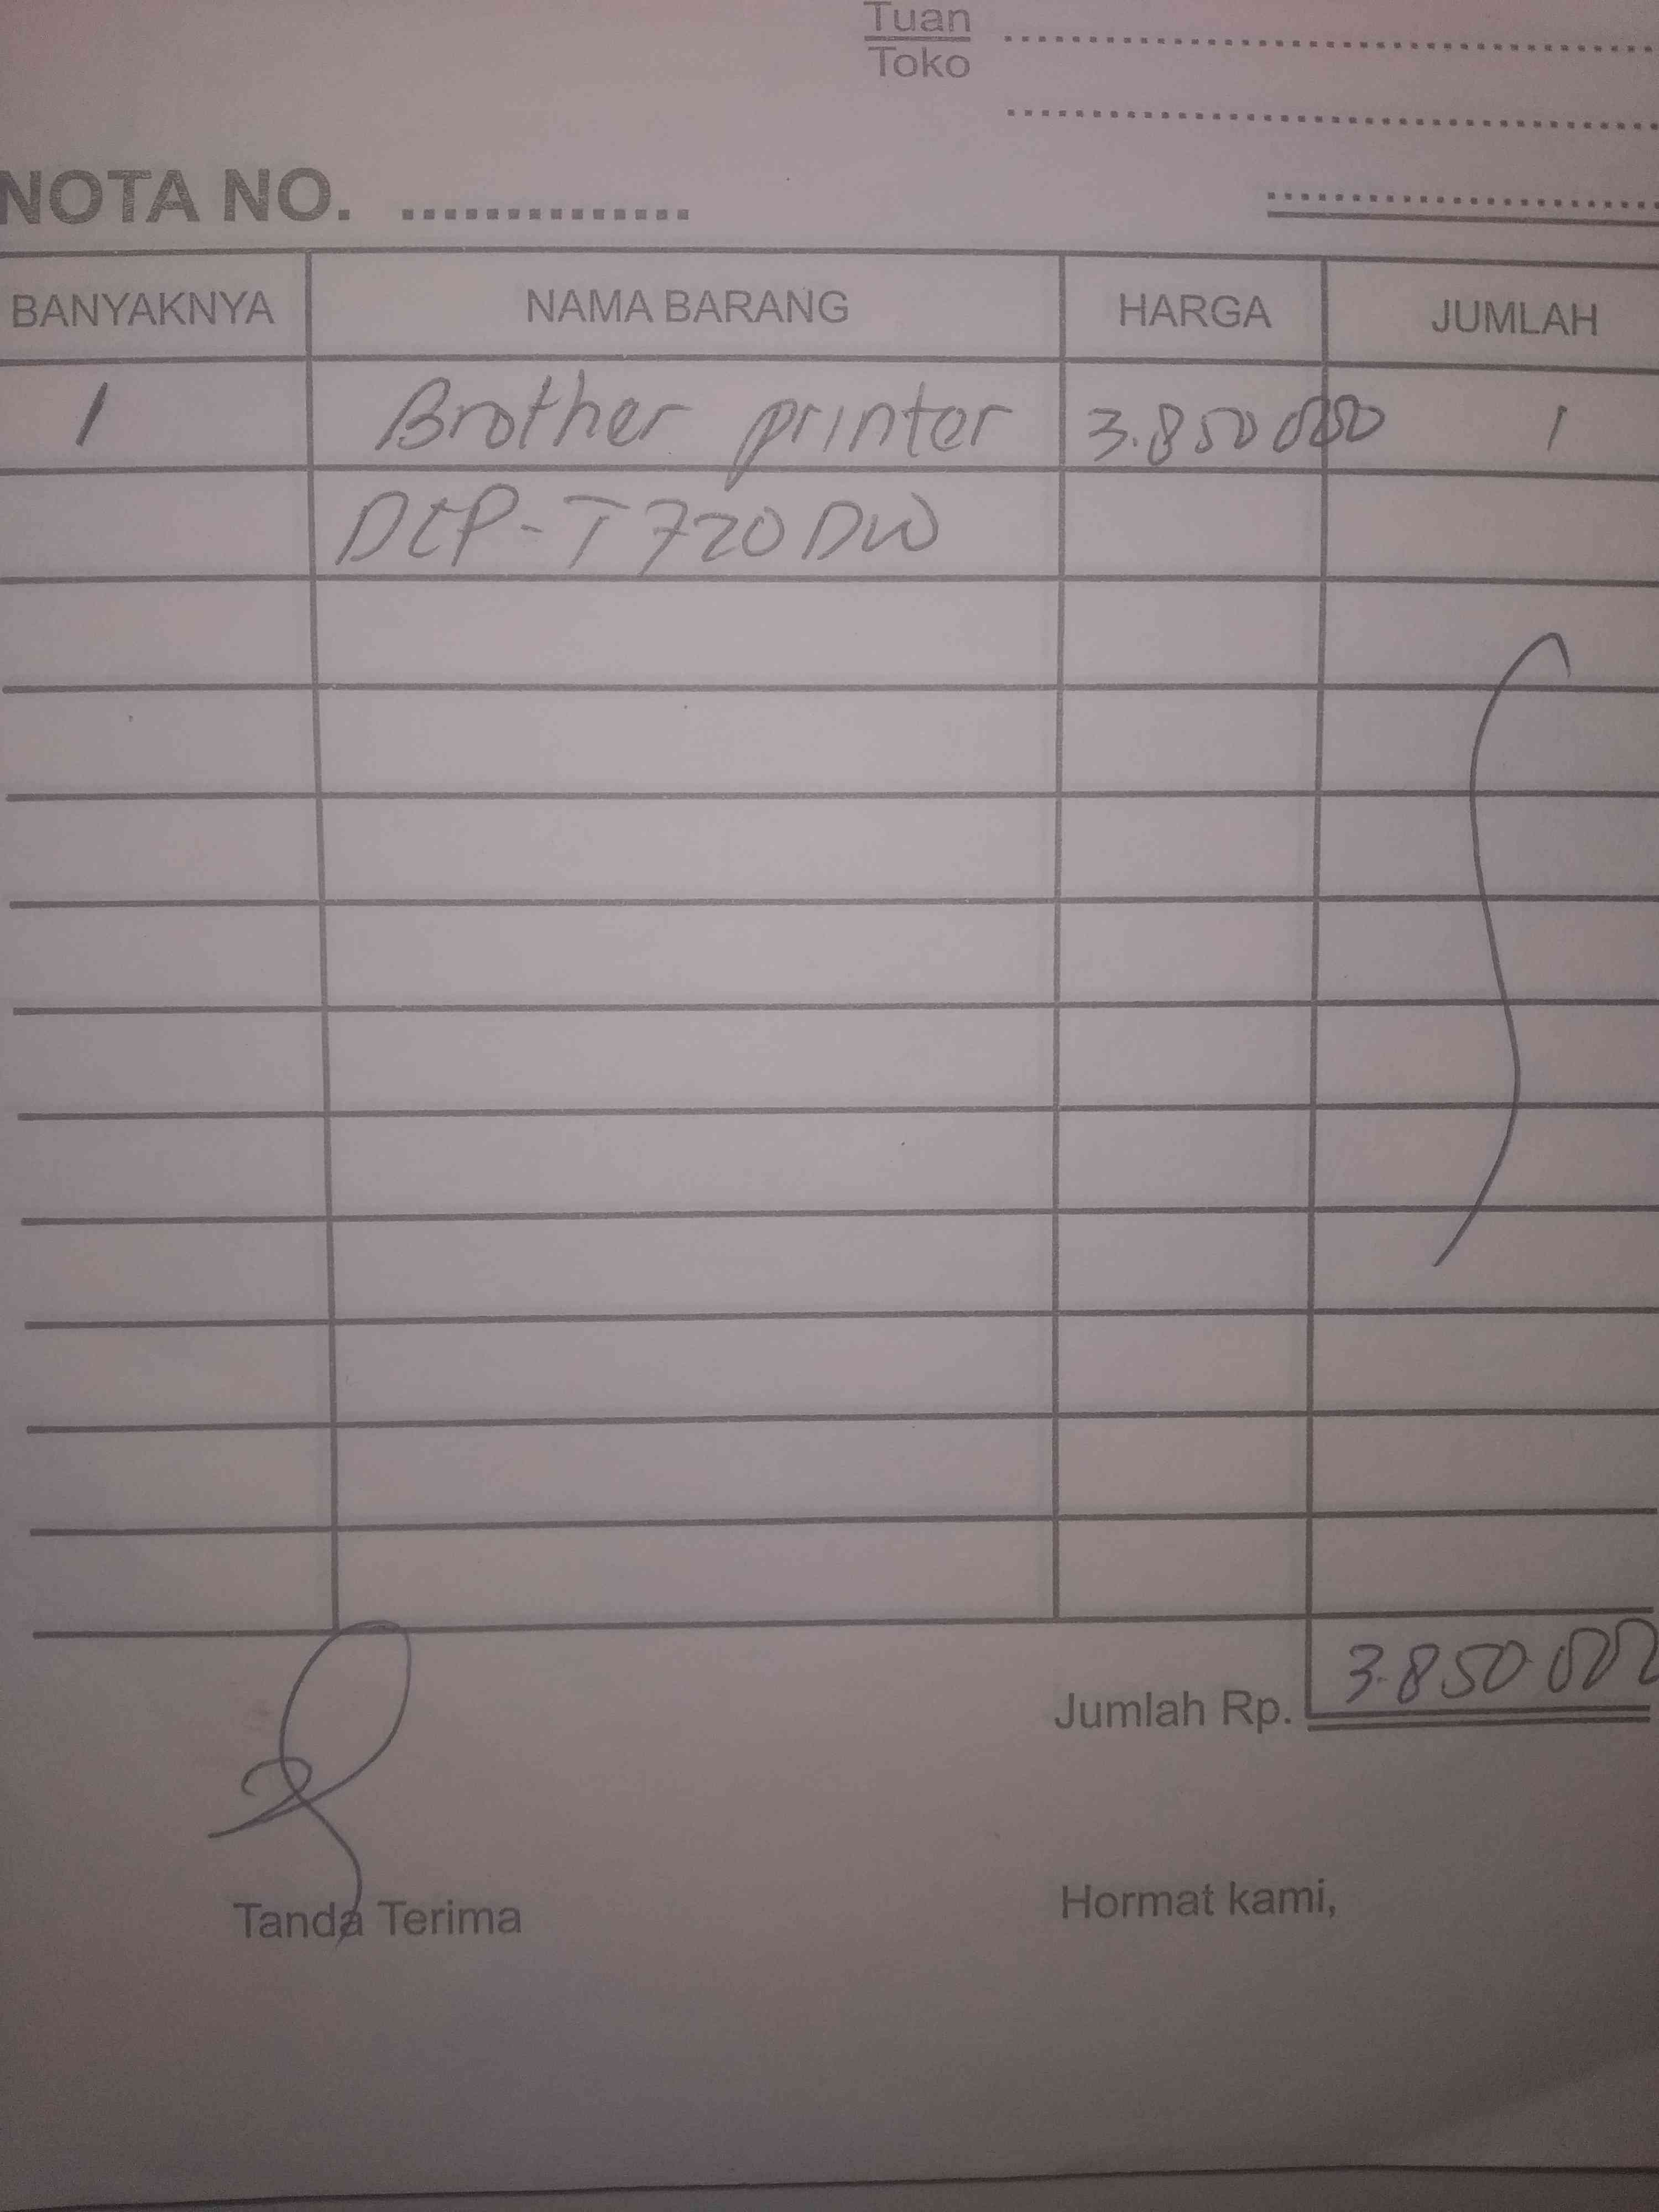 Tuan
Toko
NOTA NO.
BANYAKNYA NAMA BARANG HARGA JUMLAH
1 Brother printer 3.850 000 1
DCP-T720DW
Jumlah Rp. 3.850.000
Tanda Terima Hormat kami,